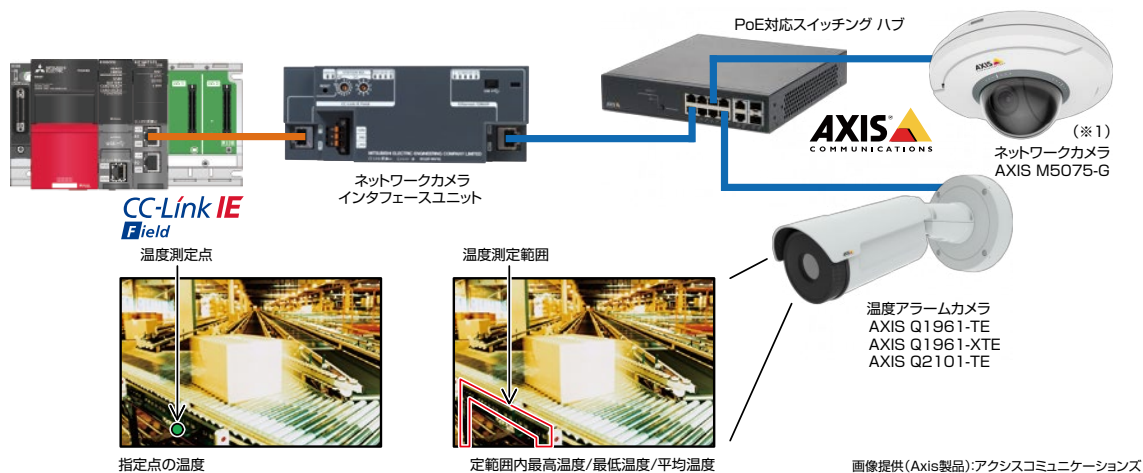 PoE対応スイッチング ハブ
AXIS
COMMUNICATIONS
(※1)
ネットワークカメラ
AXIS M5075-G
ネットワークカメラ
インタフェースユニット
MITSUBISHI ELECTRIC ENGINEERING COMPANY LIMITED
CC-Link IE
Field
温度測定点
温度測定範囲
温度アラームカメラ
AXIS Q1961-TE
AXIS Q1961-XTE
AXIS Q2101-TE
指定点の温度
定範囲内最高温度/最低温度/平均温度
画像提供(Axis製品):アクシスコミュニケーションズ